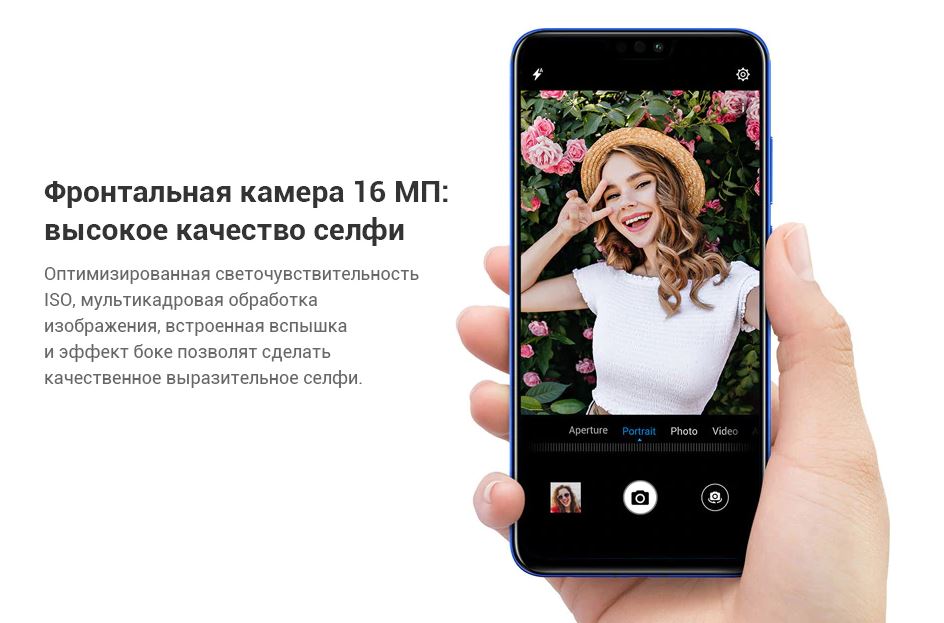 Фронтальная камера 16 МП:
высокое качество селфи
Оптимизированная светочувствительность
ISO, мультикадровая обработка
изображения, встроенная вспышка
и эффект боке позволят сделать
качественное выразительное селфи.
Aperture Portrait Photo Video